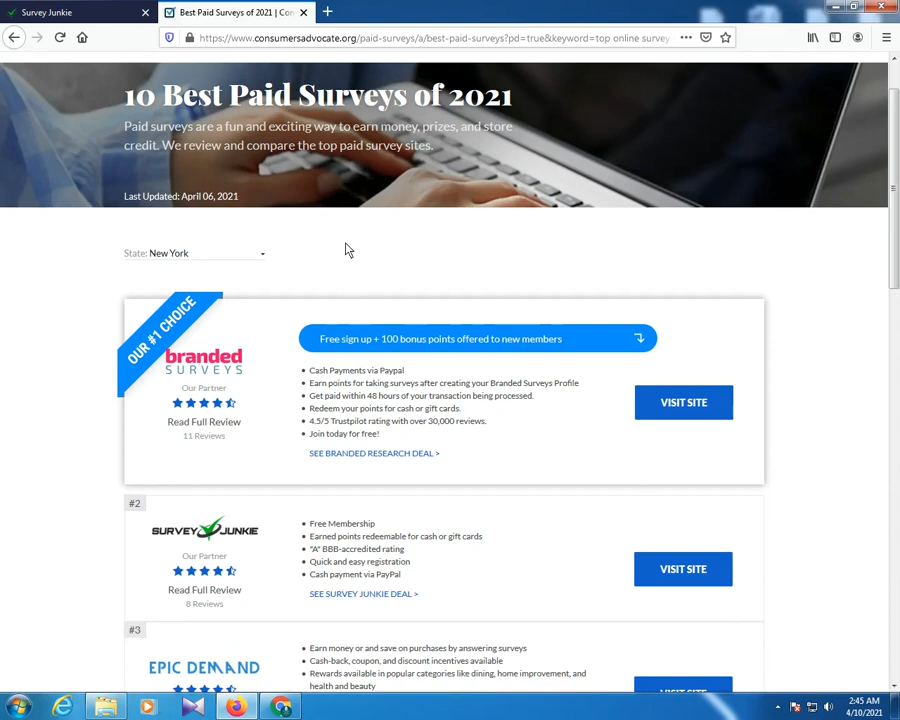 Survey Junkie
Best Paid Surveys of 2021 | Con
https://www.consumersadvocate.org/paid-surveys/a/best-paid-surveys?pd=true&keyword=top online survey
10 Best Paid Surveys of 2021
Paid surveys are a fun and exciting way to earn money, prizes, and store
credit. We review and compare the top paid survey sites.
Last Updated: April 06, 2021
State: New York
OUR #1 CHOICE
Free sign up + 100 bonus points offered to new members
branded
SURVEYS
Our Partner
Read Full Review
11 Reviews
• Cash Payments via Paypal
• Earn points for taking surveys after creating your Branded Surveys Profile
• Get paid within 48 hours of your transaction being processed.
• Redeem your points for cash or gift cards.
• 4.5/5 Trustpilot rating with over 30,000 reviews.
• Join today for free!
SEE BRANDED RESEARCH DEAL >
VISIT SITE
#2
SURVEY JUNKIE
Our Partner
Read Full Review
8 Reviews
• Free Membership
• Earned points redeemable for cash or gift cards
• "A" BBB-accredited rating
• Quick and easy registration
• Cash payment via PayPal
SEE SURVEY JUNKIE DEAL >
VISIT SITE
#3
EPIC DEMAND
• Earn money or and save on purchases by answering surveys
• Cash-back, coupon, and discount incentives available
• Rewards available in popular categories like dining, home improvement, and
health and beauty
VISIT SITE
2:45 AM
4/10/2021